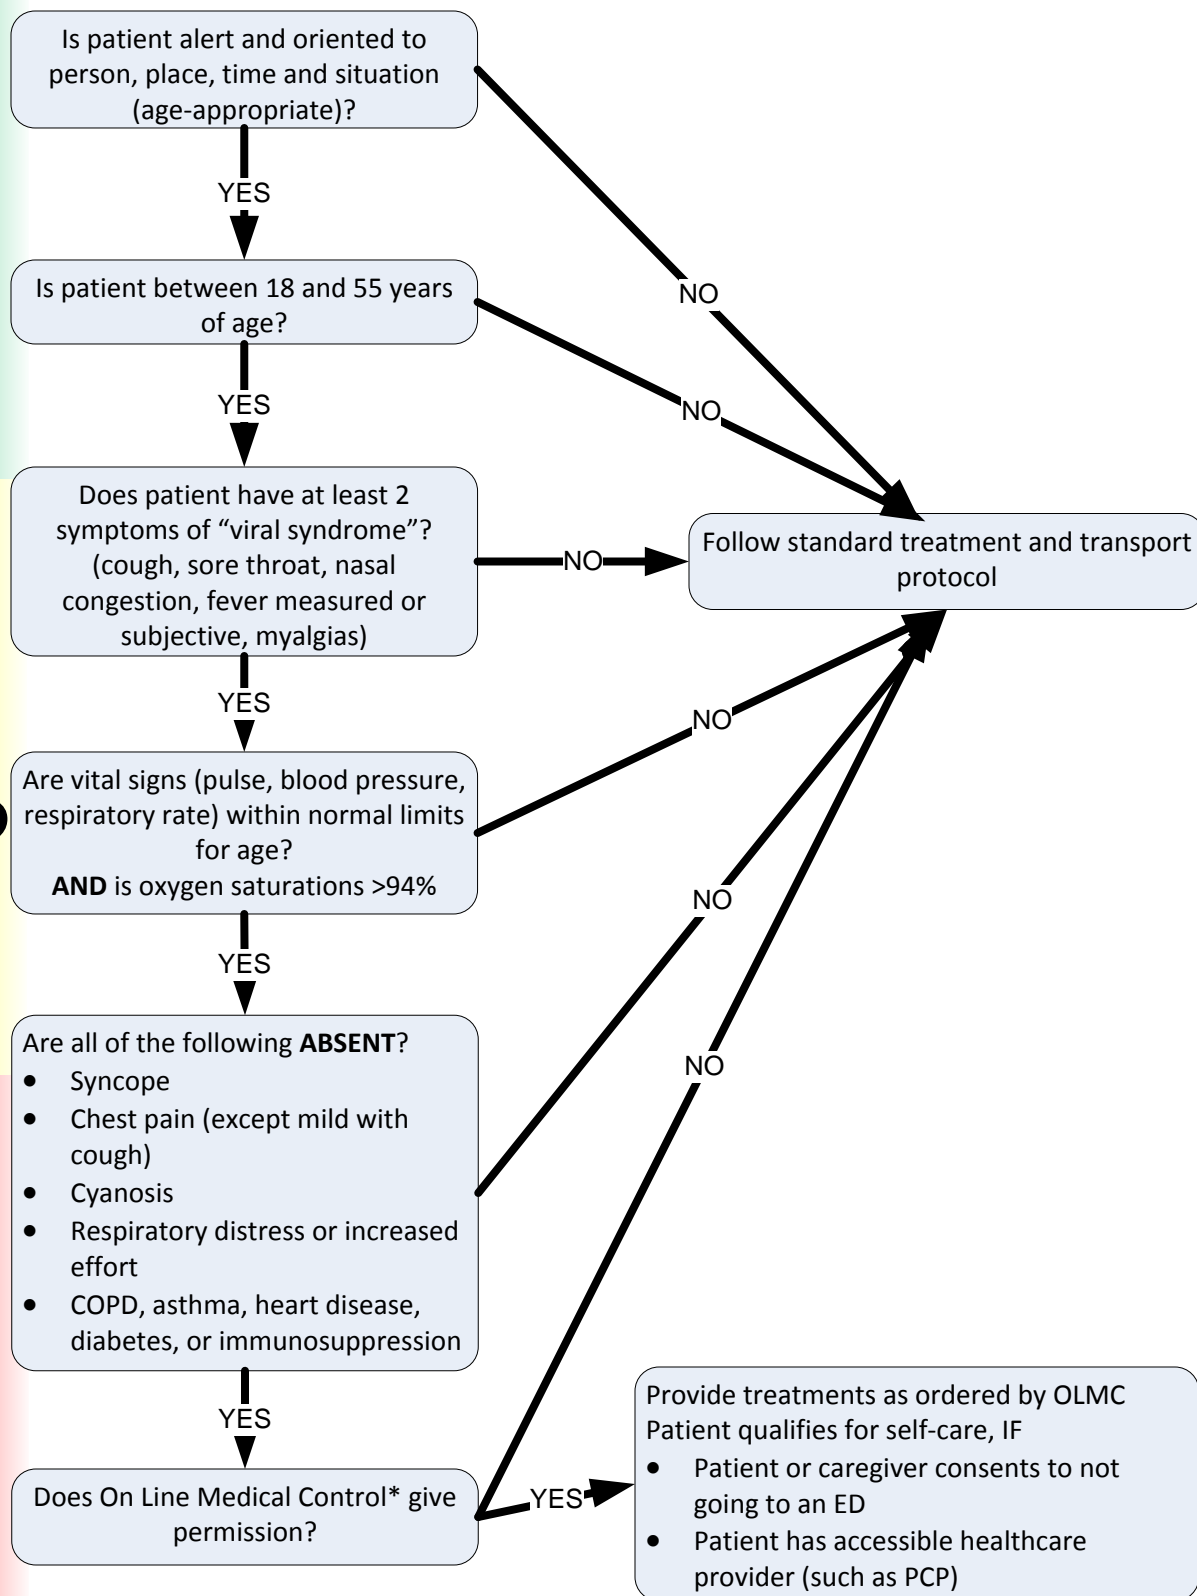 Is patient alert and oriented to
person, place, time and situation
(age-appropriate)?
YES
NO
Is patient between 18 and 55 years
of age?
YES
NO
Does patient have at least 2
symptoms of “viral syndrome”?
(cough, sore throat, nasal
congestion, fever measured or
subjective, myalgias)
NO
Follow standard treatment and transport
protocol
YES
NO
Are vital signs (pulse, blood pressure,
respiratory rate) within normal limits
for age?
AND is oxygen saturations >94%
NO
YES
Are all of the following ABSENT?
• Syncope
• Chest pain (except mild with
cough)
• Cyanosis
• Respiratory distress or increased
effort
• COPD, asthma, heart disease,
diabetes, or immunosuppression
NO
YES
Does On Line Medical Control* give
permission?
YES
Provide treatments as ordered by OLMC
Patient qualifies for self-care, IF
• Patient or caregiver consents to not
going to an ED
• Patient has accessible healthcare
provider (such as PCP)